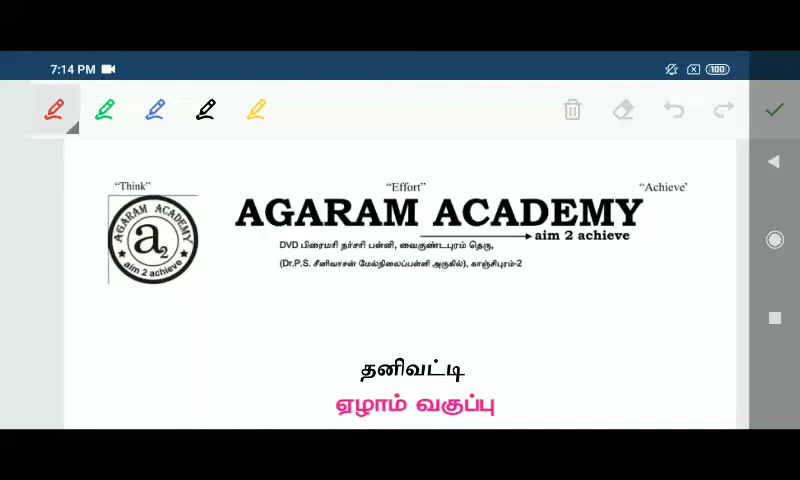 7:14 PM
100
“Think”
“Effort”
“Achieve’
AGARAM ACADEMY
a2
aim 2 achieve
AGARAM ACADEMY
aim 2 achieve
DVD பிரைமரி நர்சரி பள்ளி, வைகுண்டபுரம் தெரு,
(Dr.P.S. சீனிவாசன் மேல்நிலைப்பள்ளி அருகில்), காஞ்சிபுரம்-2
தனிவட்டி
ஏழாம் வகுப்பு